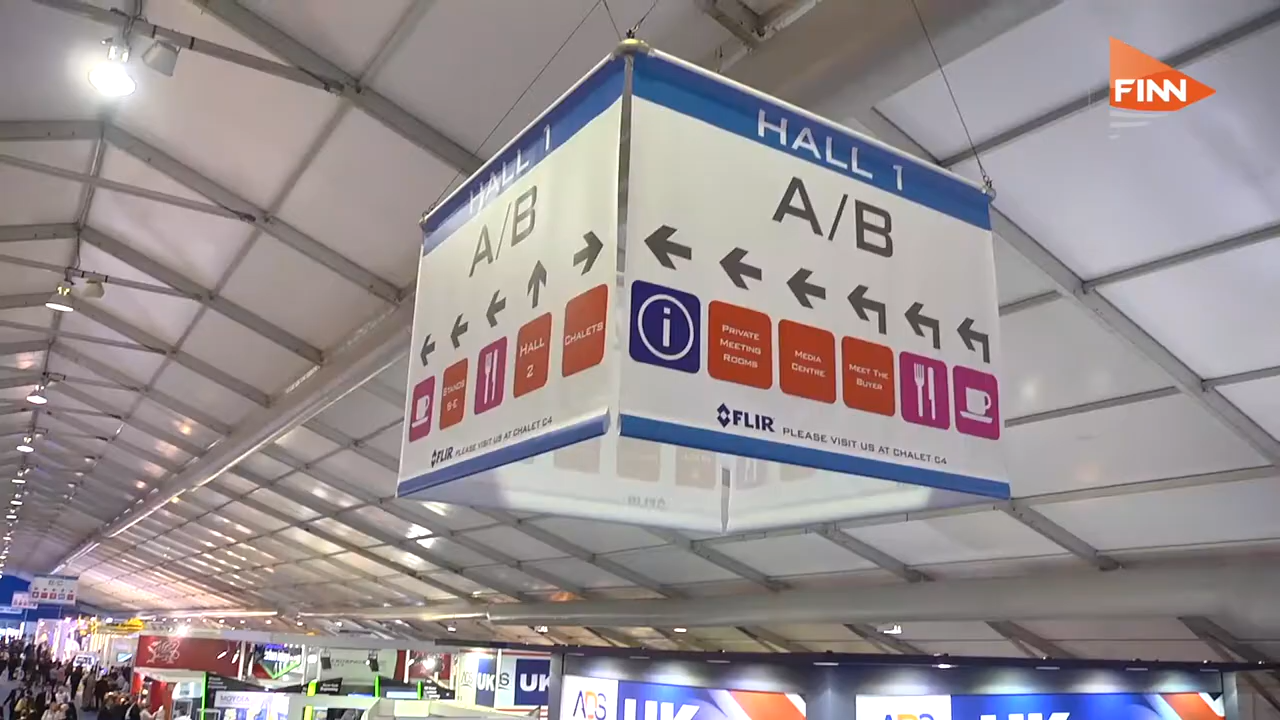 FINN
HALL 1
A/B
CHALETS
HALL
2
STANDS
B-E
FLIR PLEASE VISIT US AT CHALET C4
HALL 1
A/B
i
PRIVATE
MEETING
ROOMS
MEDIA
CENTRE
MEET THE
BUYER
FLIR PLEASE VISIT US AT CHALET C4
B/C
UK
UK
ADS
UK
ADS
UK